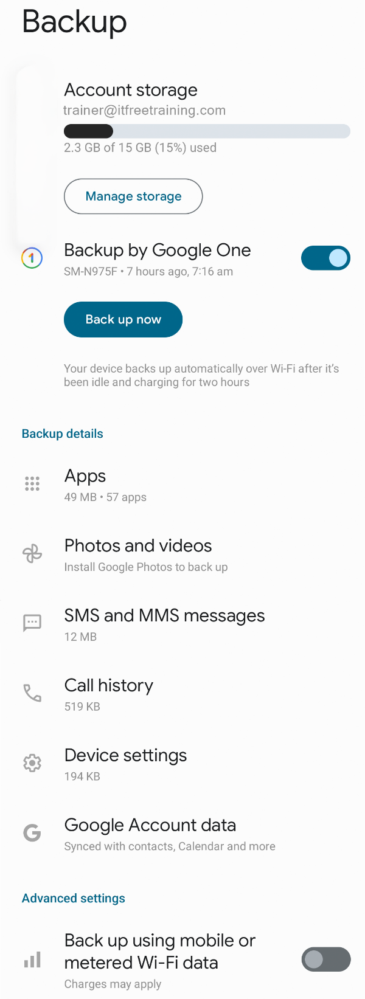 Backup
Account storage
trainer@itfreetraining.com
2.3 GB of 15 GB (15%) used
Manage storage
1
Backup by Google One
SM-N975F • 7 hours ago, 7:16 am
Back up now
Your device backs up automatically over Wi-Fi after it's
been idle and charging for two hours
Backup details
Apps
49 MB • 57 apps
Photos and videos
Install Google Photos to back up
SMS and MMS messages
12 MB
Call history
519 KB
Device settings
194 KB
G
Google Account data
Synced with contacts, Calendar and more
Advanced settings
Back up using mobile or
metered Wi-Fi data
Charges may apply